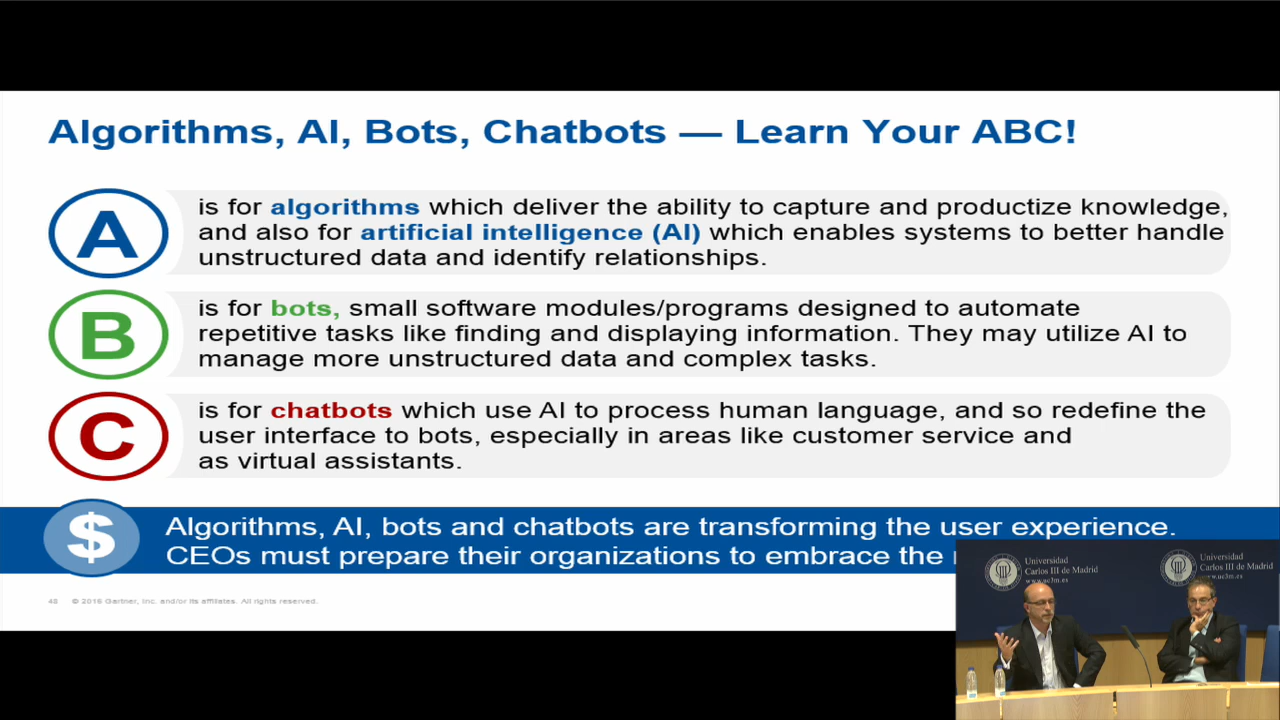 Algorithms, AI, Bots, Chatbots — Learn Your ABC!
A
is for algorithms which deliver the ability to capture and productize knowledge,
and also for artificial intelligence (AI) which enables systems to better handle
unstructured data and identify relationships.
B
is for bots, small software modules/programs designed to automate
repetitive tasks like finding and displaying information. They may utilize AI to
manage more unstructured data and complex tasks.
C
is for chatbots which use AI to process human language, and so redefine the
user interface to bots, especially in areas like customer service and
as virtual assistants.
$
Algorithms, AI, bots and chatbots are transforming the user experience.
CEOs must prepare their organizations to embrace the
48 © 2016 Gartner, Inc. and/or its affiliates. All rights reserved.
Universidad
Carlos III de Madrid
www.uc3m.es
Universidad
Carlos III de Madrid
www.uc3m.es